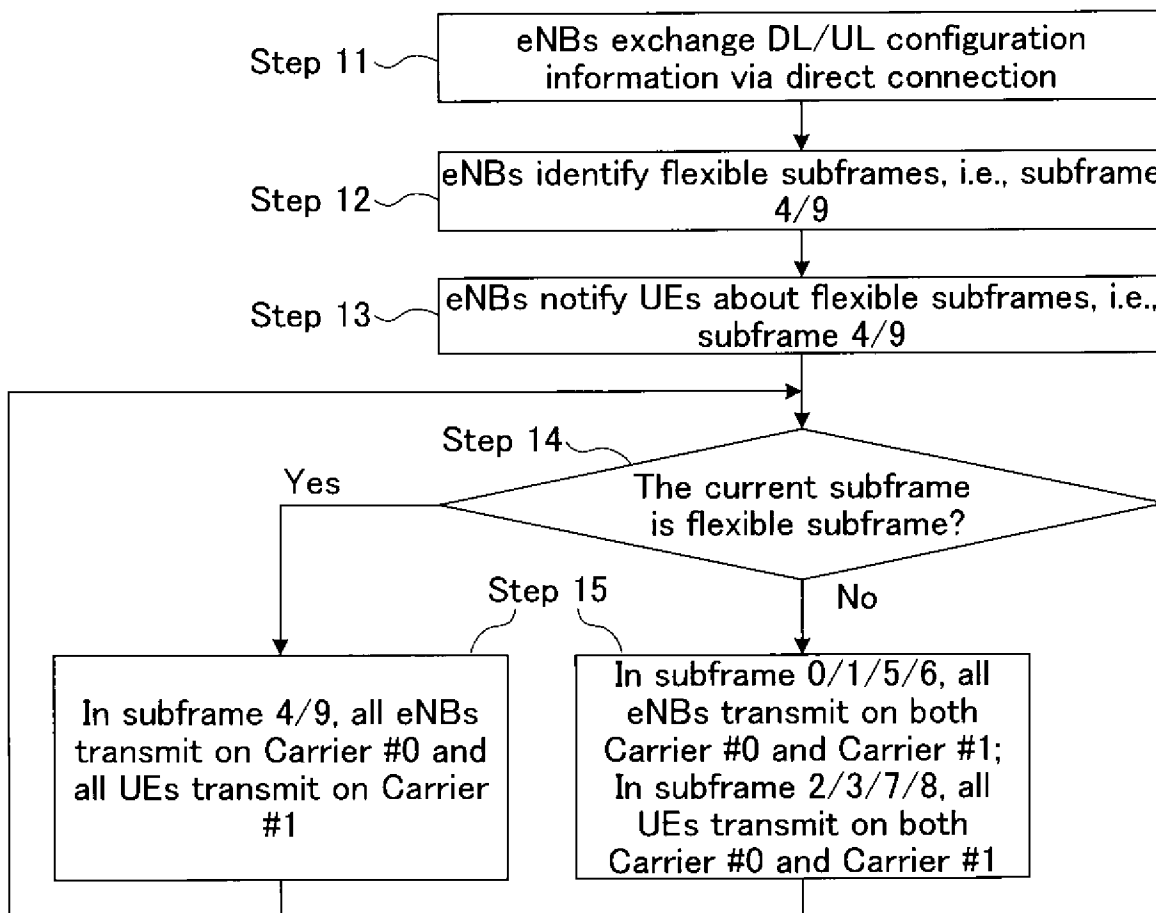 Step 11
eNBs exchange DL/UL configuration
information via direct connection
Step 12
eNBs identify flexible subframes, i.e., subframe
4/9
Step 13
eNBs notify UEs about flexible subframes, i.e.,
subframe 4/9
Step 14
Yes
The current subframe
is flexible subframe?
No
Step 15
In subframe 4/9, all eNBs
transmit on Carrier #0 and
all UEs transmit on Carrier
#1
In subframe 0/1/5/6, all
eNBs transmit on both
Carrier #0 and Carrier #1;
In subframe 2/3/7/8, all
UEs transmit on both
Carrier #0 and Carrier #1